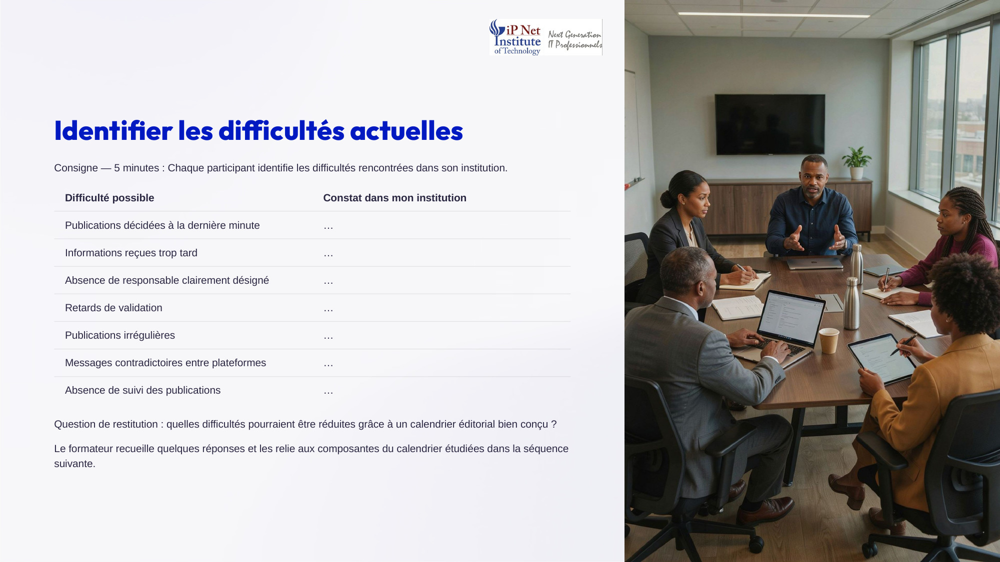 iP Net
Institute
of Technology
Next Generation
IT Professionnels
Identifier les difficultés actuelles
Consigne — 5 minutes : Chaque participant identifie les difficultés rencontrées dans son institution.
Difficulté possible Constat dans mon institution
Publications décidées à la dernière minute …
Informations reçues trop tard …
Absence de responsable clairement désigné …
Retards de validation …
Publications irrégulières …
Messages contradictoires entre plateformes …
Absence de suivi des publications …
Question de restitution : quelles difficultés pourraient être réduites grâce à un calendrier éditorial bien conçu ?
Le formateur recueille quelques réponses et les relie aux composantes du calendrier étudiées dans la séquence
suivante.